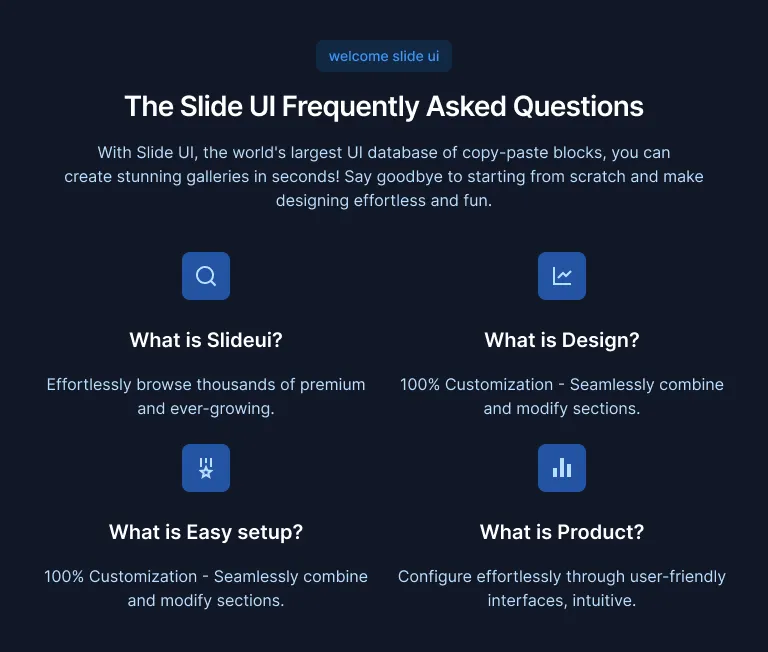 welcome slide ui
The Slide UI Frequently Asked Questions
With Slide UI, the world's largest UI database of copy-paste blocks, you can
create stunning galleries in seconds! Say goodbye to starting from scratch and make
designing effortless and fun.
What is Slideui?
Effortlessly browse thousands of premium
and ever-growing.
What is Design?
100% Customization - Seamlessly combine
and modify sections.
What is Easy setup?
100% Customization - Seamlessly combine
and modify sections.
What is Product?
Configure effortlessly through user-friendly
interfaces, intuitive.